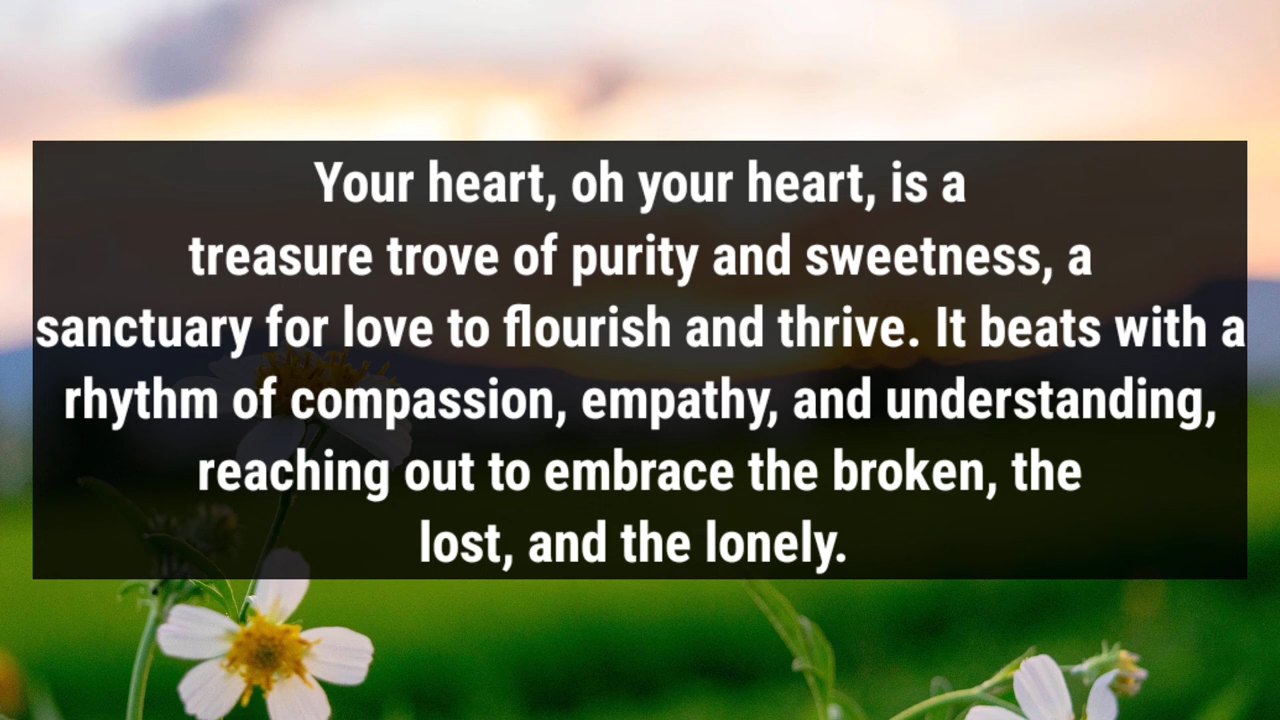 Your heart, oh your heart, is a
treasure trove of purity and sweetness, a
sanctuary for love to flourish and thrive. It beats with a
rhythm of compassion, empathy, and understanding,
reaching out to embrace the broken, the
lost, and the lonely.